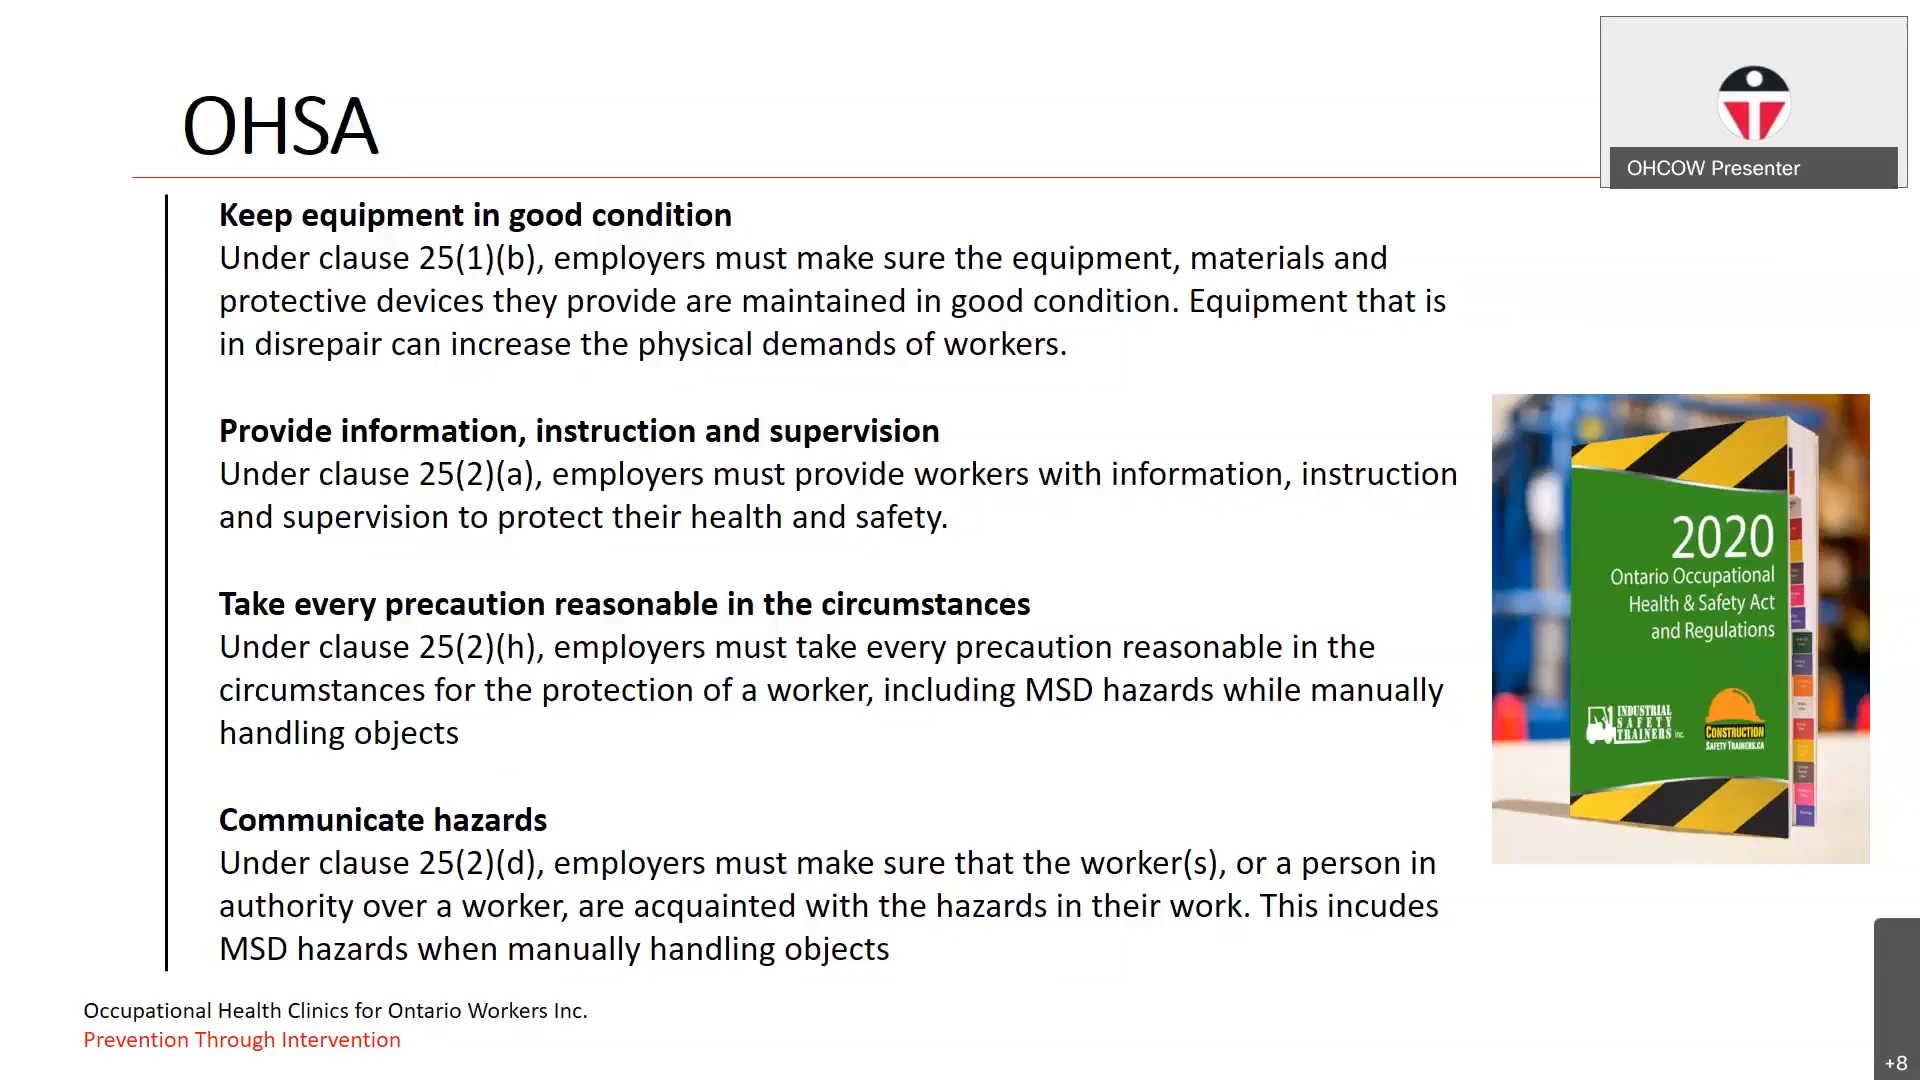 OHSA
OHCOW Presenter
Keep equipment in good condition
Under clause 25(1)(b), employers must make sure the equipment, materials and
protective devices they provide are maintained in good condition. Equipment that is
in disrepair can increase the physical demands of workers.
Provide information, instruction and supervision
Under clause 25(2)(a), employers must provide workers with information, instruction
and supervision to protect their health and safety.
Take every precaution reasonable in the circumstances
Under clause 25(2)(h), employers must take every precaution reasonable in the
circumstances for the protection of a worker, including MSD hazards while manually
handling objects
Communicate hazards
Under clause 25(2)(d), employers must make sure that the worker(s), or a person in
authority over a worker, are acquainted with the hazards in their work. This incudes
MSD hazards when manually handling objects
2020
Ontario Occupational
Health & Safety Act
and Regulations
INDUSTRIAL
SAFETY
TRAINERS Inc.
CONSTRUCTION
SAFETY TRAINERS.CA
Occupational Health Clinics for Ontario Workers Inc.
Prevention Through Intervention
+8